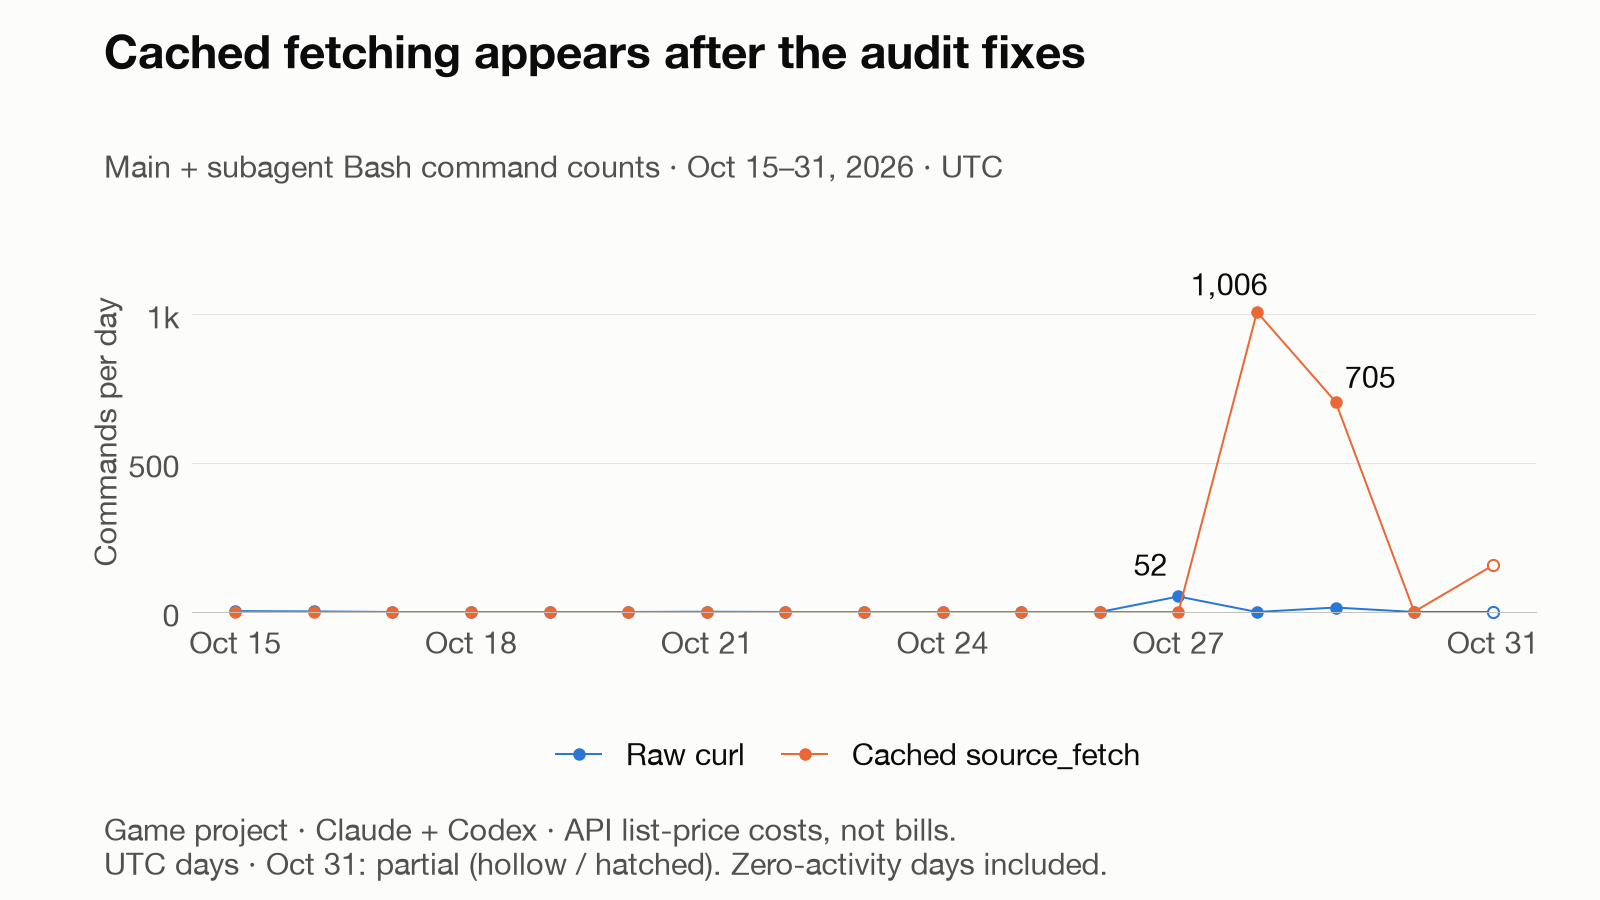 Cached fetching appears after the audit fixes
Main + subagent Bash command counts · Oct 15–31, 2026 · UTC
Commands per day
1k
500
0
1,006
705
52
Oct 15
Oct 18
Oct 21
Oct 24
Oct 27
Oct 31
Raw curl
Cached source_fetch
Game project · Claude + Codex · API list-price costs, not bills.
UTC days · Oct 31: partial (hollow / hatched). Zero-activity days included.